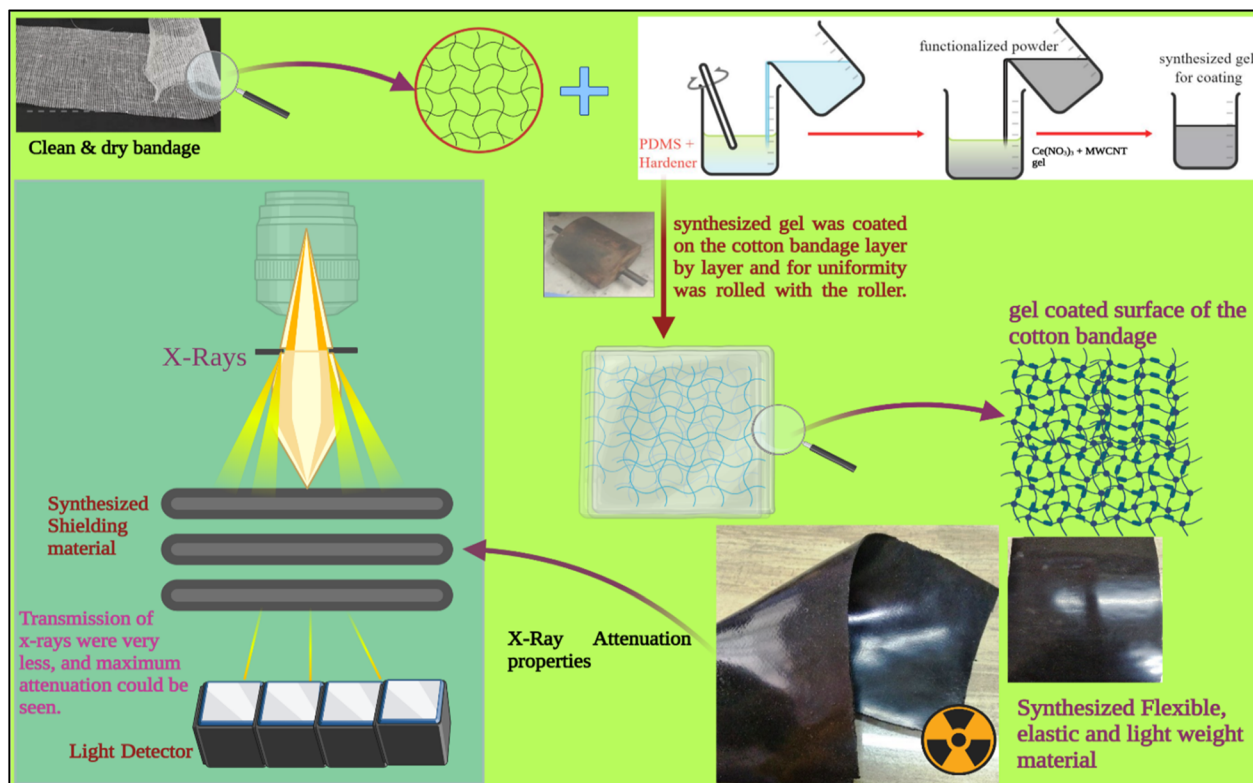 Clean & dry bandage
functionalized powder
synthesized gel
for coating
PDMS +
Hardener
Ce(NO₃)₃ + MWCNT
gel
synthesized gel was coated
on the cotton bandage layer
by layer and for uniformity
was rolled with the roller.
gel coated surface of the
cotton bandage
X-Rays
Synthesized
Shielding
material
Transmission of
x-rays were very
less, and maximum
attenuation could be
seen.
Light Detector
X-Ray Attenuation
properties
Synthesized Flexible,
elastic and light weight
material